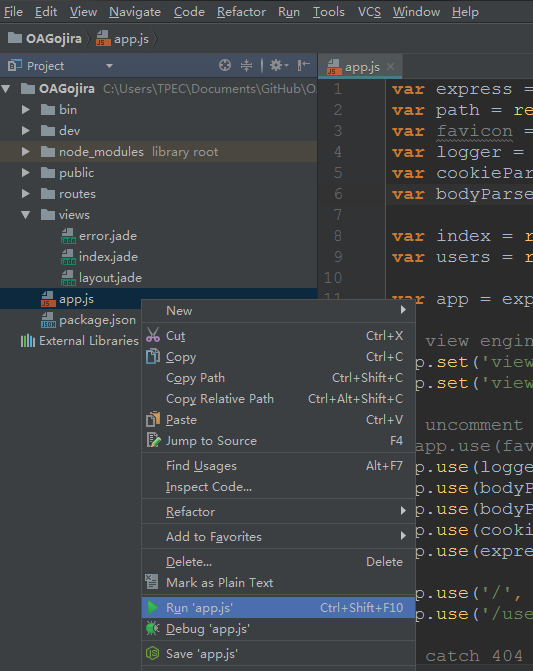 File Edit View Navigate Code Refactor Run Tools VCS Window Help
OAGojira app.js
Project
app.js
OAGojira C:\Users\TPEC\Documents\GitHub\O
bin
dev
node_modules library root
public
routes
views
error.jade
index.jade
layout.jade
app.js
package.json
External Libraries
1 var express =
2 var path = re
3 var favicon =
4 var logger =
5 var cookiePar
6 var bodyParse
7
8 var index = r
9 var users = r
10
11 var app = exp
view engin
p.set('view
p.set('view
uncomment
app.use(fav
p.use(logge
p.use(bodyP
p.use(bodyP
p.use(cooki
p.use(expre
p.use('/',
p.use('/use
catch 404
New
Cut Ctrl+X
Copy Ctrl+C
Copy Path Ctrl+Shift+C
Copy Relative Path Ctrl+Alt+Shift+C
Paste Ctrl+V
Jump to Source F4
Find Usages Alt+F7
Inspect Code...
Refactor
Add to Favorites
Delete... Delete
Mark as Plain Text
Run 'app.js' Ctrl+Shift+F10
Debug 'app.js'
Save 'app.js'